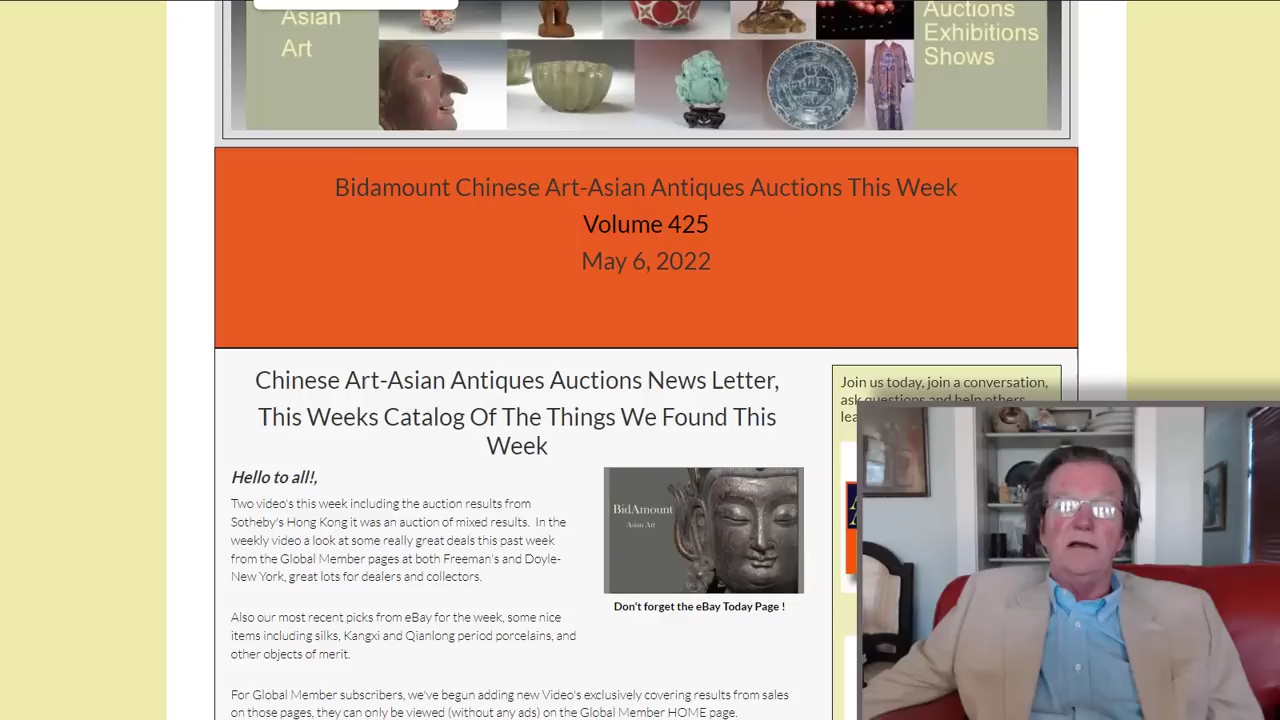 Asian
Art
Auctions
Exhibitions
Shows
Bidamount Chinese Art-Asian Antiques Auctions This Week
Volume 425
May 6, 2022
Chinese Art-Asian Antiques Auctions News Letter,
This Weeks Catalog Of The Things We Found This
Week
Hello to all!,
Two video's this week including the auction results from
Sotheby's Hong Kong it was an auction of mixed results.  In the
weekly video a look at some really great deals this past week
from the Global Member pages at both Freeman's and Doyle-
New York, great lots for dealers and collectors.
BidAmount
Asian Art
Don't forget the eBay Today Page !
Also our most recent picks from eBay for the week, some nice
items including silks, Kangxi and Qianlong period porcelains, and
other objects of merit.
For Global Member subscribers, we've begun adding new Video's exclusively covering results from sales
on those pages, they can only be viewed (without any ads) on the Global Member HOME page.
Join us today, join a conversation,
ask questions and help others